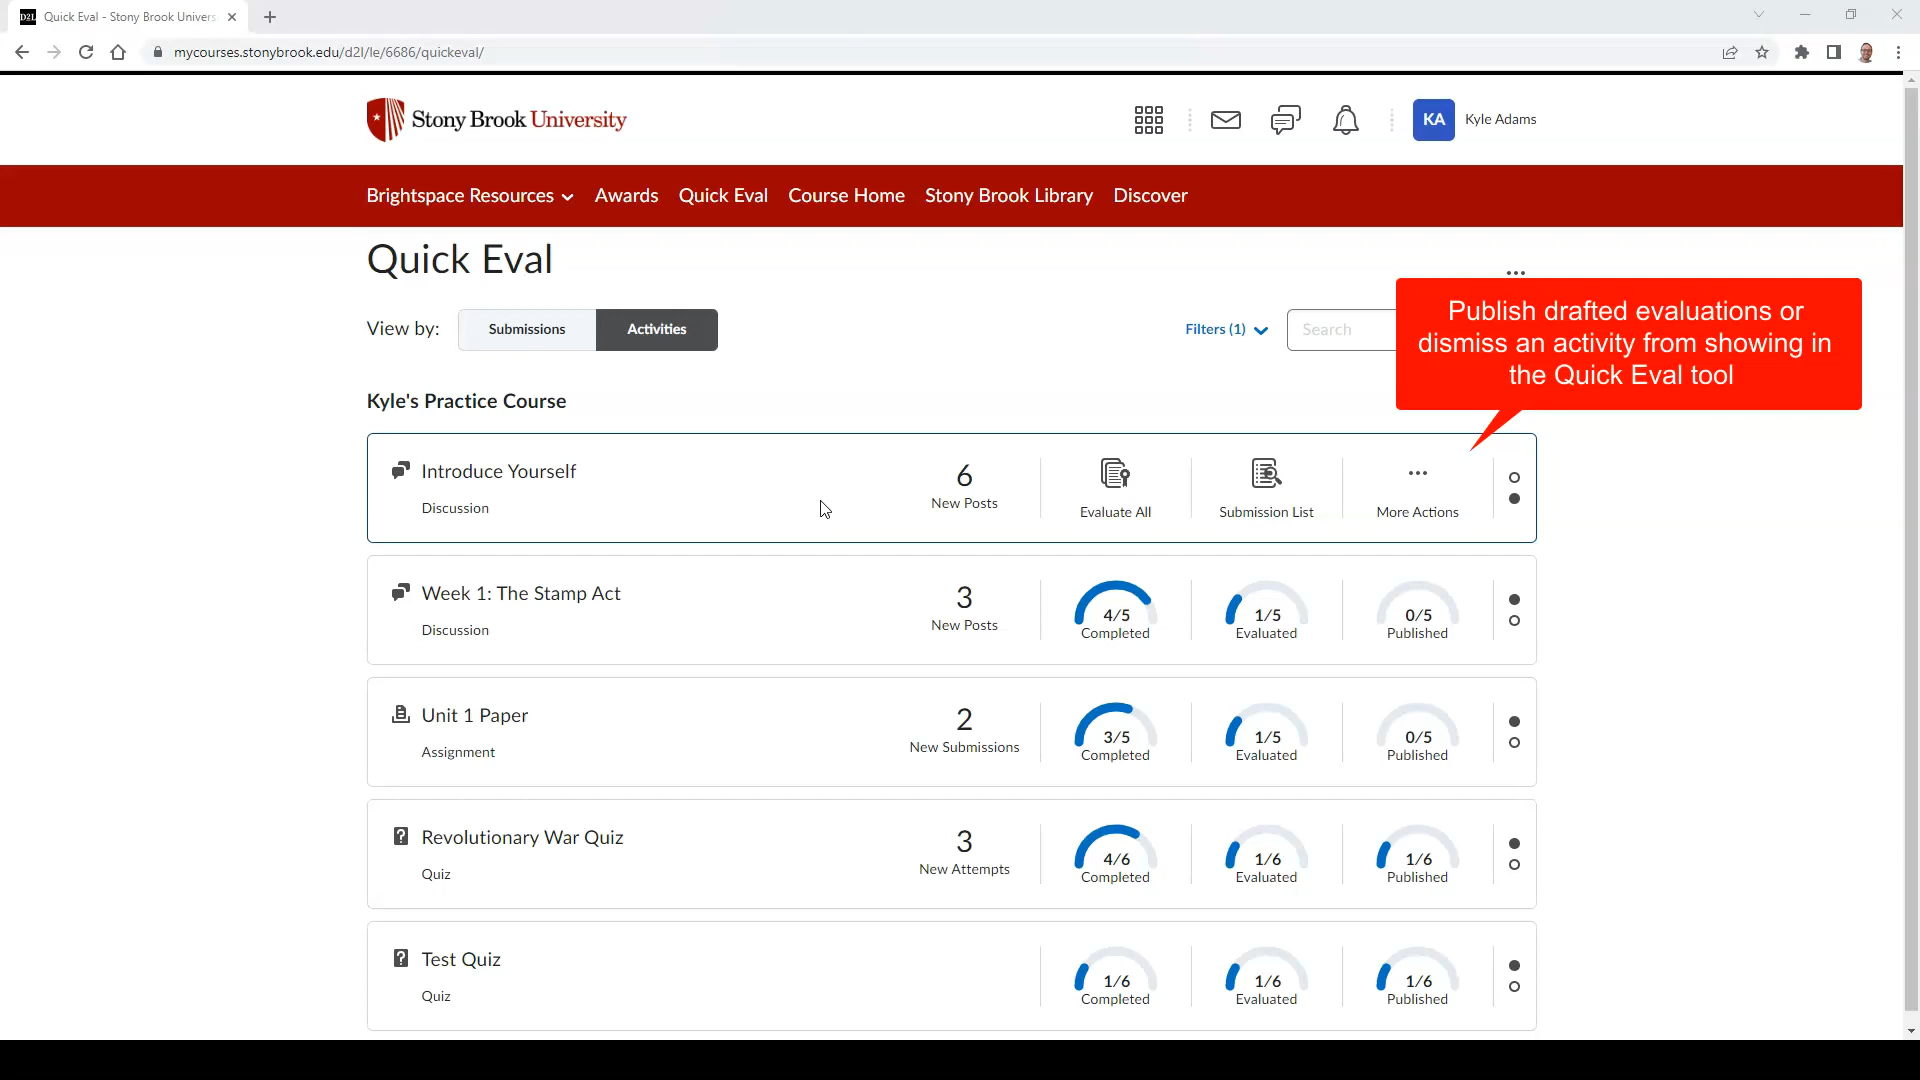 D2L Quick Eval - Stony Brook Univers
mycourses.stonybrook.edu/d2l/le/6686/quickeval/
Stony Brook University
KA Kyle Adams
Brightspace Resources Awards Quick Eval Course Home Stony Brook Library Discover
Quick Eval
View by: Submissions Activities Filters (1) Search
Publish drafted evaluations or
dismiss an activity from showing in
the Quick Eval tool
Kyle's Practice Course
Introduce Yourself
Discussion
6
New Posts
Evaluate All
Submission List
More Actions
Week 1: The Stamp Act
Discussion
3
New Posts
4/5
Completed
1/5
Evaluated
0/5
Published
Unit 1 Paper
Assignment
2
New Submissions
3/5
Completed
1/5
Evaluated
0/5
Published
Revolutionary War Quiz
Quiz
3
New Attempts
4/6
Completed
1/6
Evaluated
1/6
Published
Test Quiz
Quiz
1/6
Completed
1/6
Evaluated
1/6
Published